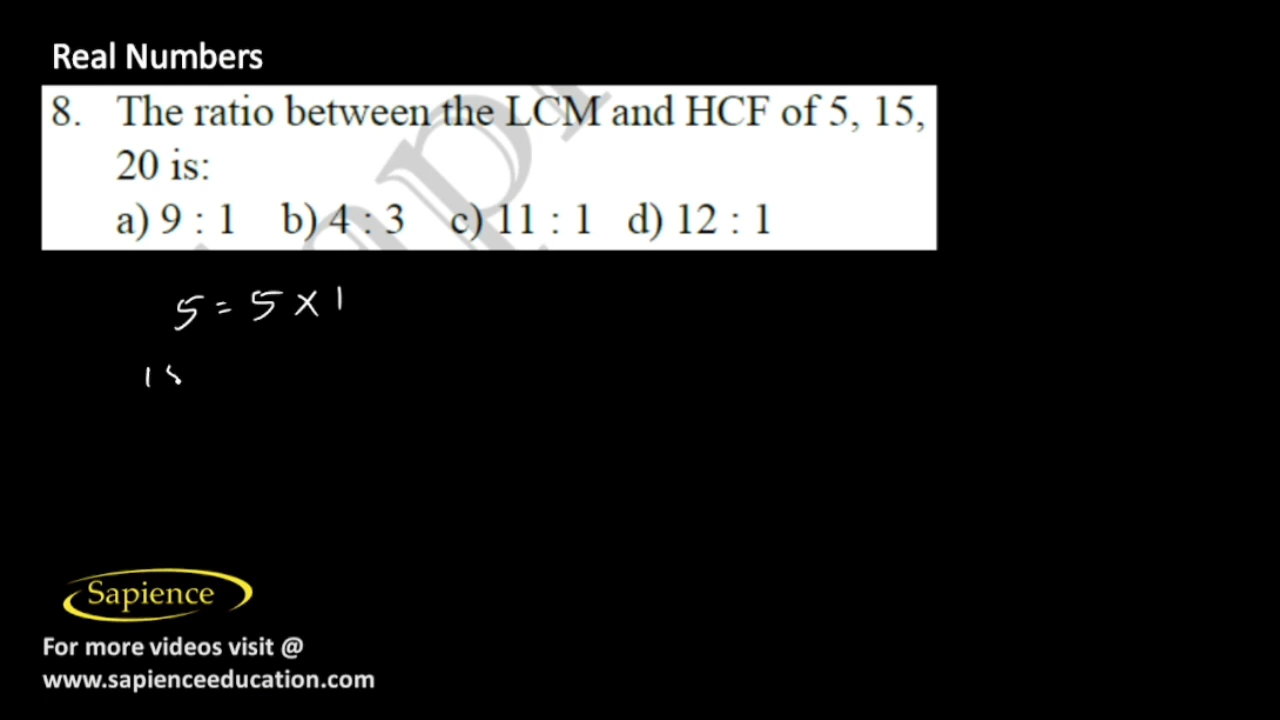 Real Numbers
8. The ratio between the LCM and HCF of 5, 15,
20 is:
a) 9 : 1 b) 4 : 3 c) 11 : 1 d) 12 : 1
5 = 5 × 1
Sapience
For more videos visit @
www.sapienceeducation.com